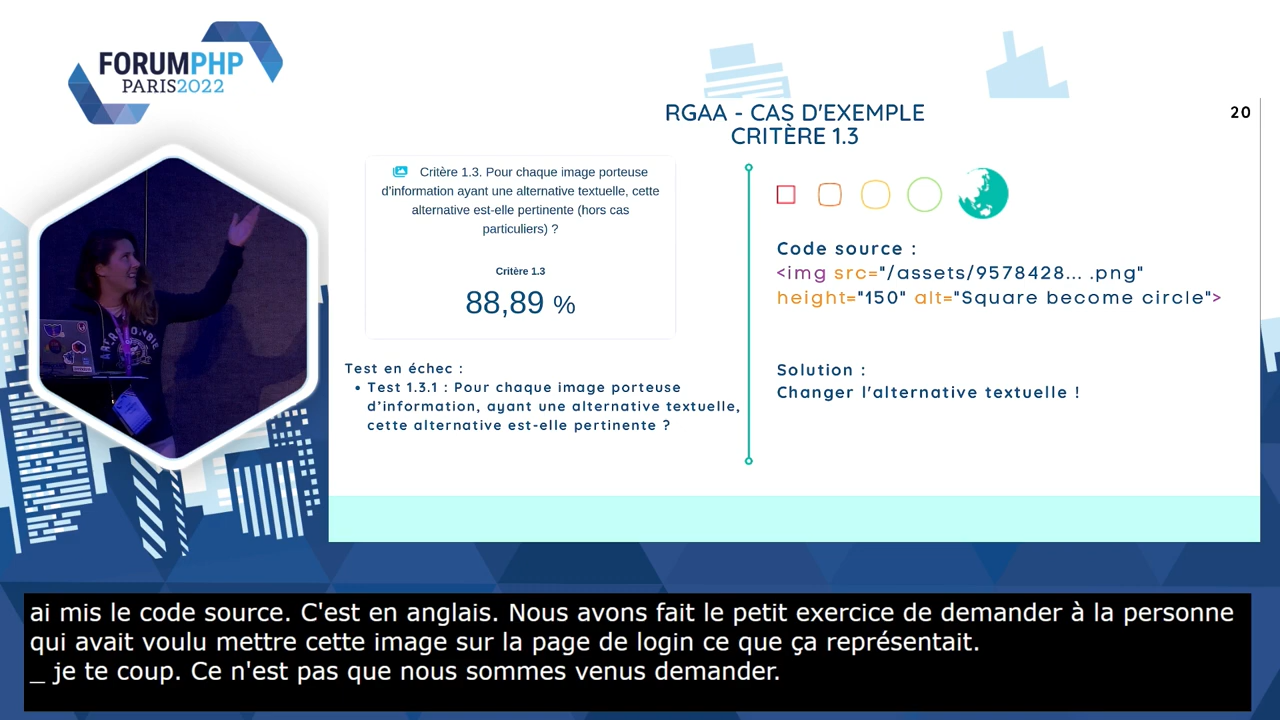 FORUMPHP
PARIS2022
RGAA - CAS D'EXEMPLE
CRITÈRE 1.3
20
Critère 1.3. Pour chaque image porteuse
d'information ayant une alternative textuelle, cette
alternative est-elle pertinente (hors cas
particuliers) ?
Critère 1.3
88,89 %
Test en échec :
• Test 1.3.1 : Pour chaque image porteuse
d'information, ayant une alternative textuelle,
cette alternative est-elle pertinente ?
Code source :
<img src="/assets/9578428... .png"
height="150" alt="Square become circle">
Solution :
Changer l'alternative textuelle !
ai mis le code source. C'est en anglais. Nous avons fait le petit exercice de demander à la personne
qui avait voulu mettre cette image sur la page de login ce que ça représentait.
_ je te coup. Ce n'est pas que nous sommes venus demander.